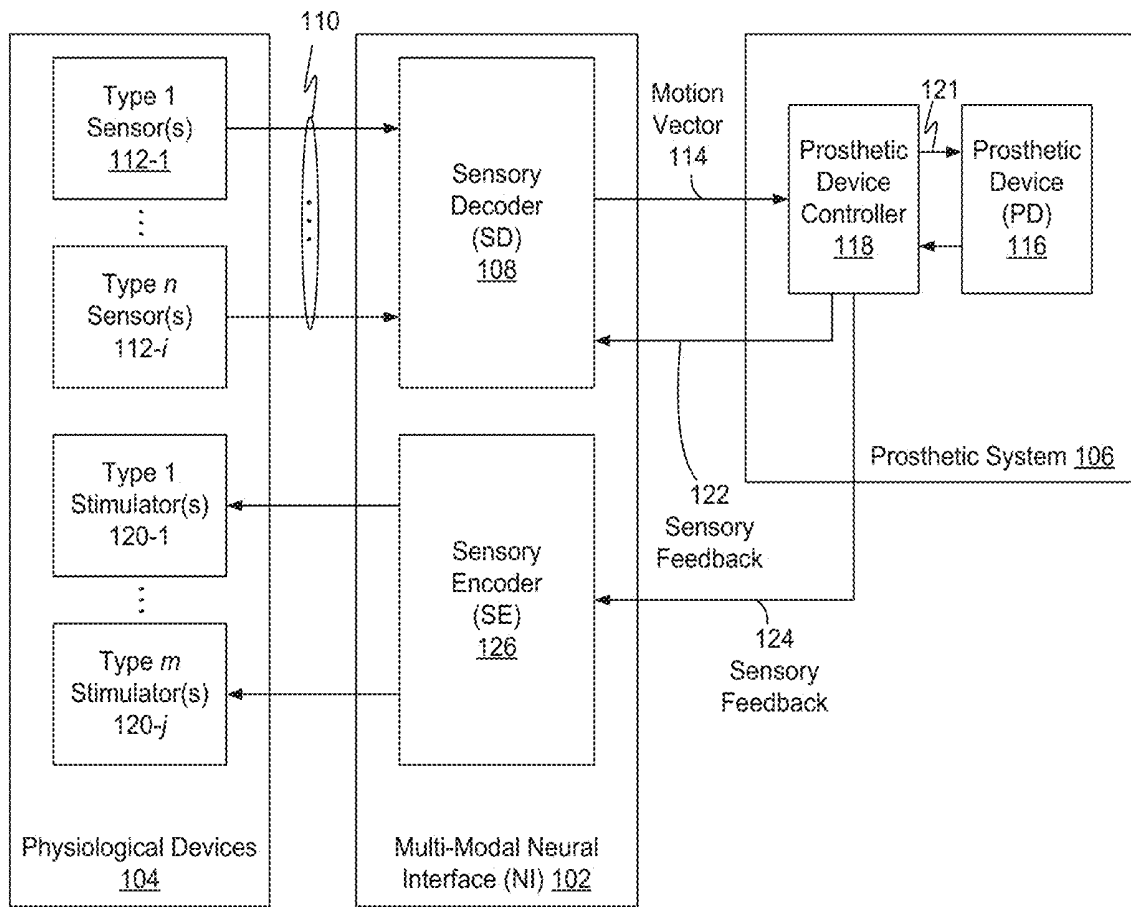 110
Type 1
Sensor(s)
112-1
Type n
Sensor(s)
112-i
Type 1
Stimulator(s)
120-1
Type m
Stimulator(s)
120-j
Physiological Devices
104
Sensory
Decoder
(SD)
108
Sensory
Encoder
(SE)
126
Multi-Modal Neural
Interface (NI) 102
Motion
Vector
114
122
Sensory
Feedback
124
Sensory
Feedback
Prosthetic
Device
Controller
118
121
Prosthetic
Device
(PD)
116
Prosthetic System 106